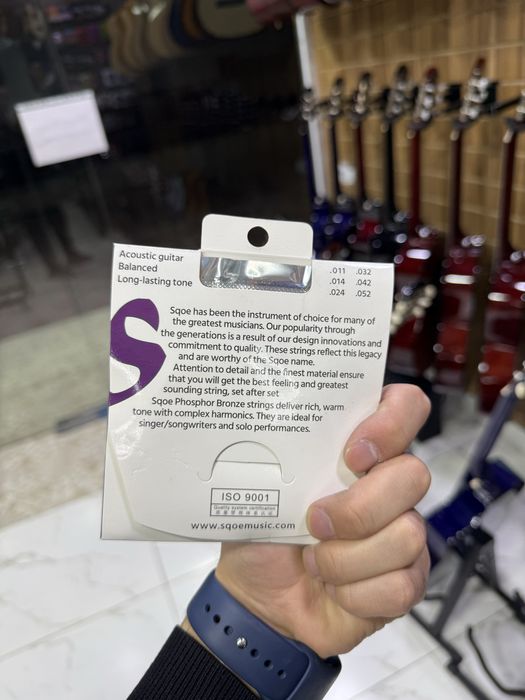 Acoustic guitar
Balanced
Long-lasting tone
.011 .032
.014 .042
.024 .052
S
Sqoe has been the instrument of choice for many of
the greatest musicians. Our popularity through
the generations is a result of our design innovations and
commitment to quality. These strings reflect this legacy
and are worthy of the Sqoe name.
Attention to detail and the finest material ensure
that you will get the best feeling and greatest
sounding string, set after set
Sqoe Phosphor Bronze strings deliver rich, warm
tone with complex harmonics. They are ideal for
singer/songwriters and solo performances.
ISO 9001
Quality system certification
www.sqoemusic.com